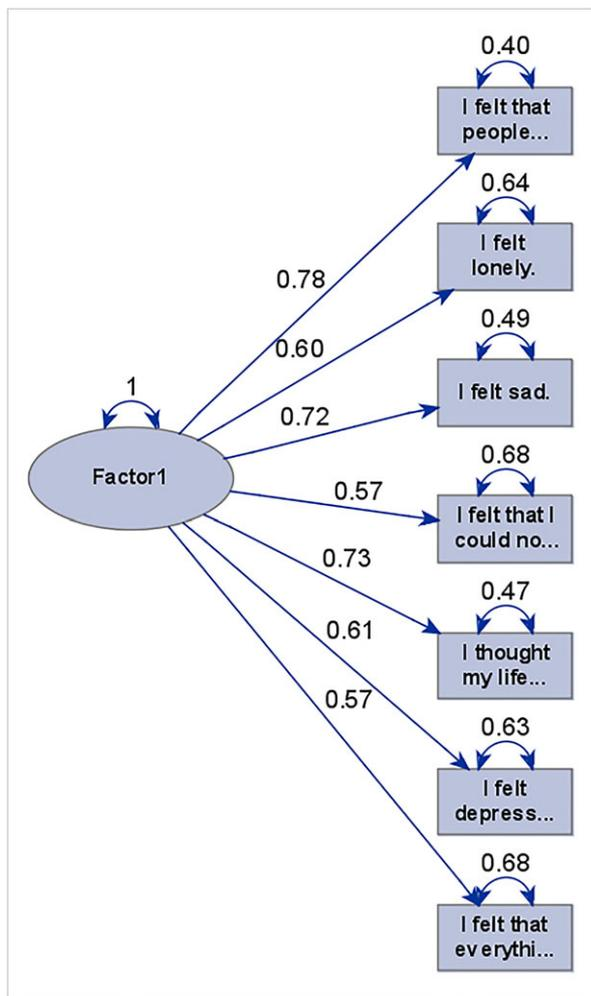 0.40
I felt that
people...
0.64
I felt
lonely.
0.78
0.49
0.60
I felt sad.
1
0.72
0.68
Factor1
0.57
I felt that I
could no...
0.73
0.47
0.61
I thought
my life...
0.57
0.63
I felt
depress...
0.68
I felt that
everythi...